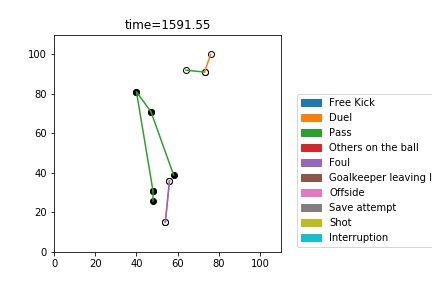 time=1591.55
100
80
60
40
20
0
0 20 40 60 80 100
Free Kick
Duel
Pass
Others on the ball
Foul
Goalkeeper leaving l
Offside
Save attempt
Shot
Interruption